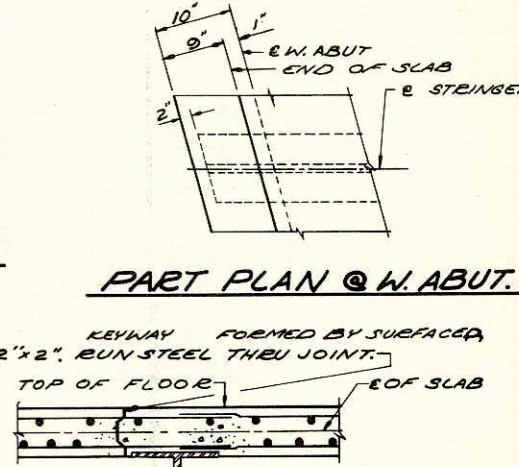 10"
9"
1"
℄ W. ABUT
END OF SLAB
℄ STRINGE
2"
PART PLAN @ W. ABUT.
KEYWAY FORMED BY SURFACED,
2"x2". RUN STEEL THRU JOINT.
TOP OF FLOOR
℄ OF SLAB